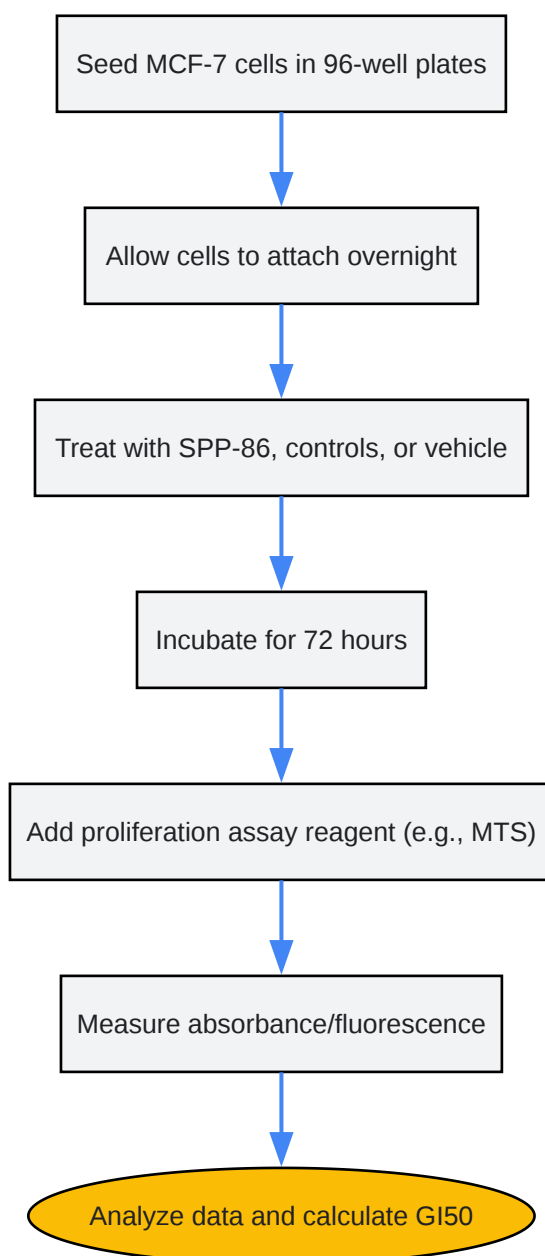 Seed MCF-7 cells in 96-well plates
Allow cells to attach overnight
Treat with SPP-86, controls, or vehicle
Incubate for 72 hours
Add proliferation assay reagent (e.g., MTS)
Measure absorbance/fluorescence
Analyze data and calculate GI50